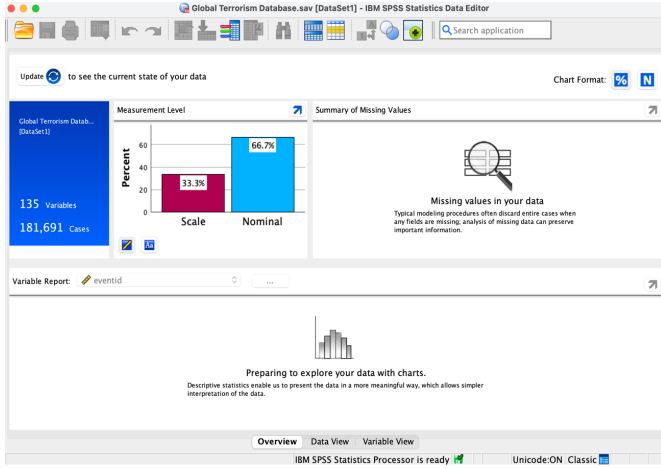 Global Terrorism Database.sav [DataSet1] - IBM SPSS Statistics Data Editor
Search application
Update to see the current state of your data
Chart Format: % N
Global Terrorism Datab...
[DataSet1]
135 Variables
181,691 Cases
Measurement Level
Percent
60
40
20
0
33.3%
66.7%
Scale
Nominal
Aa
Summary of Missing Values
Missing values in your data
Typical modeling procedures often discard entire cases when
any fields are missing; analysis of missing data can preserve
important information.
Variable Report: eventid ...
Preparing to explore your data with charts.
Descriptive statistics enable us to present the data in a more meaningful way, which allows simpler
interpretation of the data.
Overview Data View Variable View
IBM SPSS Statistics Processor is ready Unicode:ON Classic